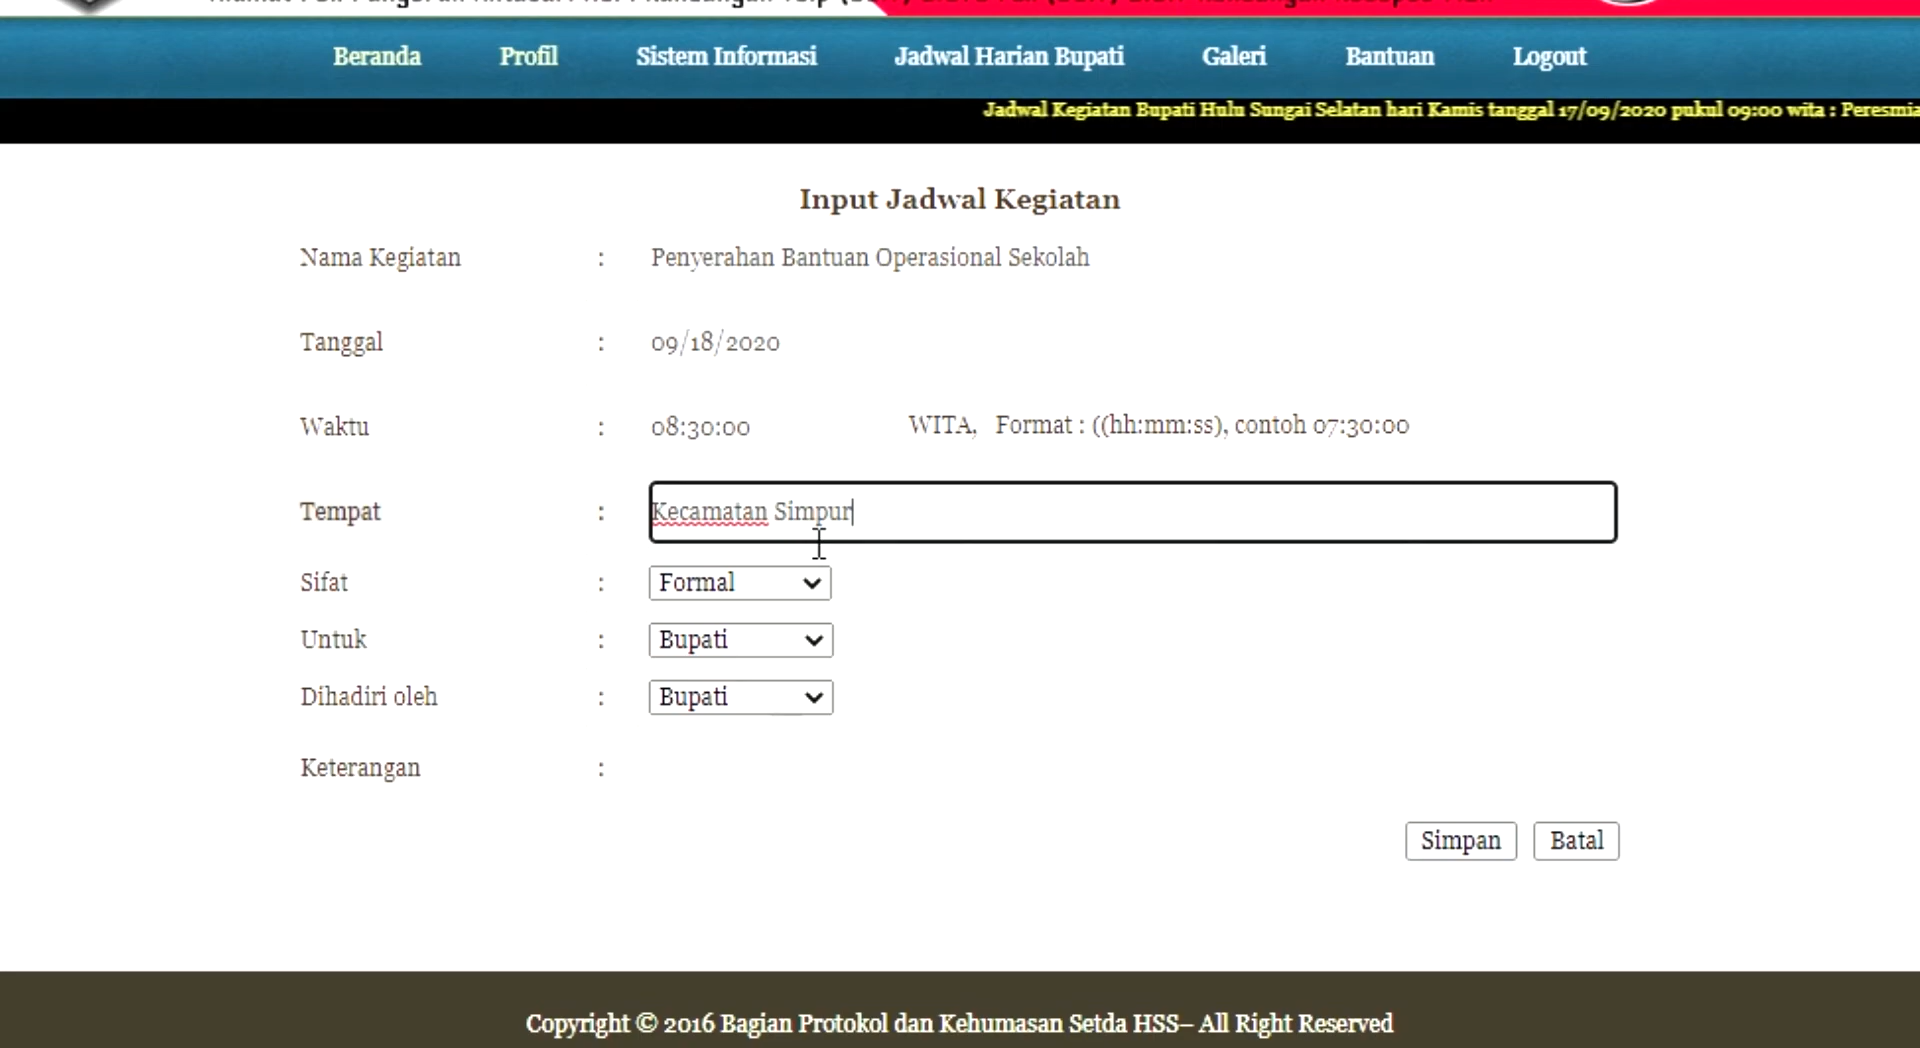 Beranda Profil Sistem Informasi Jadwal Harian Bupati Galeri Bantuan Logout
Jadwal Kegiatan Bupati Hulu Sungai Selatan hari Kamis tanggal 17/09/2020 pukul 09:00 wita :
Input Jadwal Kegiatan
Nama Kegiatan : Penyerahan Bantuan Operasional Sekolah
Tanggal : 09/18/2020
Waktu : 08:30:00 WITA, Format : ((hh:mm:ss), contoh 07:30:00
Tempat : Kecamatan Simpur
Sifat : Formal
Untuk : Bupati
Dihadiri oleh : Bupati
Keterangan :
Simpan Batal
Copyright © 2016 Bagian Protokol dan Kehumasan Setda HSS– All Right Reserved